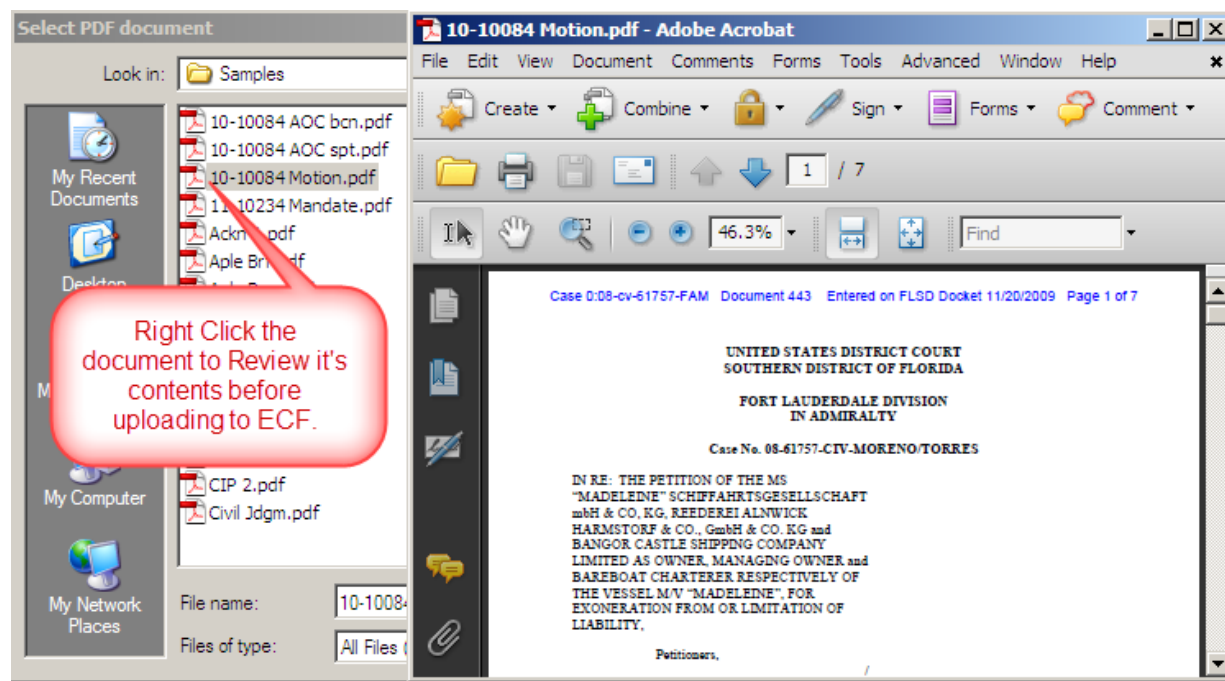 Select PDF document
Look in:
Samples
My Recent
Documents
Desktop
My Computer
My Network
Places
10-10084 AOC bcn.pdf
10-10084 AOC spt.pdf
10-10084 Motion.pdf
11-10234 Mandate.pdf
Aple
CIP 2.pdf
Civil Jdgm.pdf
Right Click the
document to Review it's
contents before
uploading to ECF.
File name:
10-1008
Files of type:
All Files (
10-10084 Motion.pdf - Adobe Acrobat
File Edit View Document Comments Forms Tools Advanced Window Help
Create Combine Sign Forms Comment
1 / 7
46.3% Find
Case 0:08-cv-61757-FAM Document 443 Entered on FLSD Docket 11/20/2009 Page 1 of 7
UNITED STATES DISTRICT COURT
SOUTHERN DISTRICT OF FLORIDA
FORT LAUDERDALE DIVISION
IN ADMIRALTY
Case No. 08-61757-CIV-MORENO/TORRES
IN RE: THE PETITION OF THE MS
"MADELEINE" SCHIFFAHRTSGESELLSCHAFT
mbH & CO, KG, REEDEREI ALNWICK
HARMSTORF & CO., GmbH & CO. KG and
BANGOR CASTLE SHIPPING COMPANY
LIMITED AS OWNER, MANAGING OWNER and
BAREBOAT CHARTERER RESPECTIVELY OF
THE VESSEL M/V "MADELEINE", FOR
EXONERATION FROM OR LIMITATION OF
LIABILITY,
Petitioners,
/